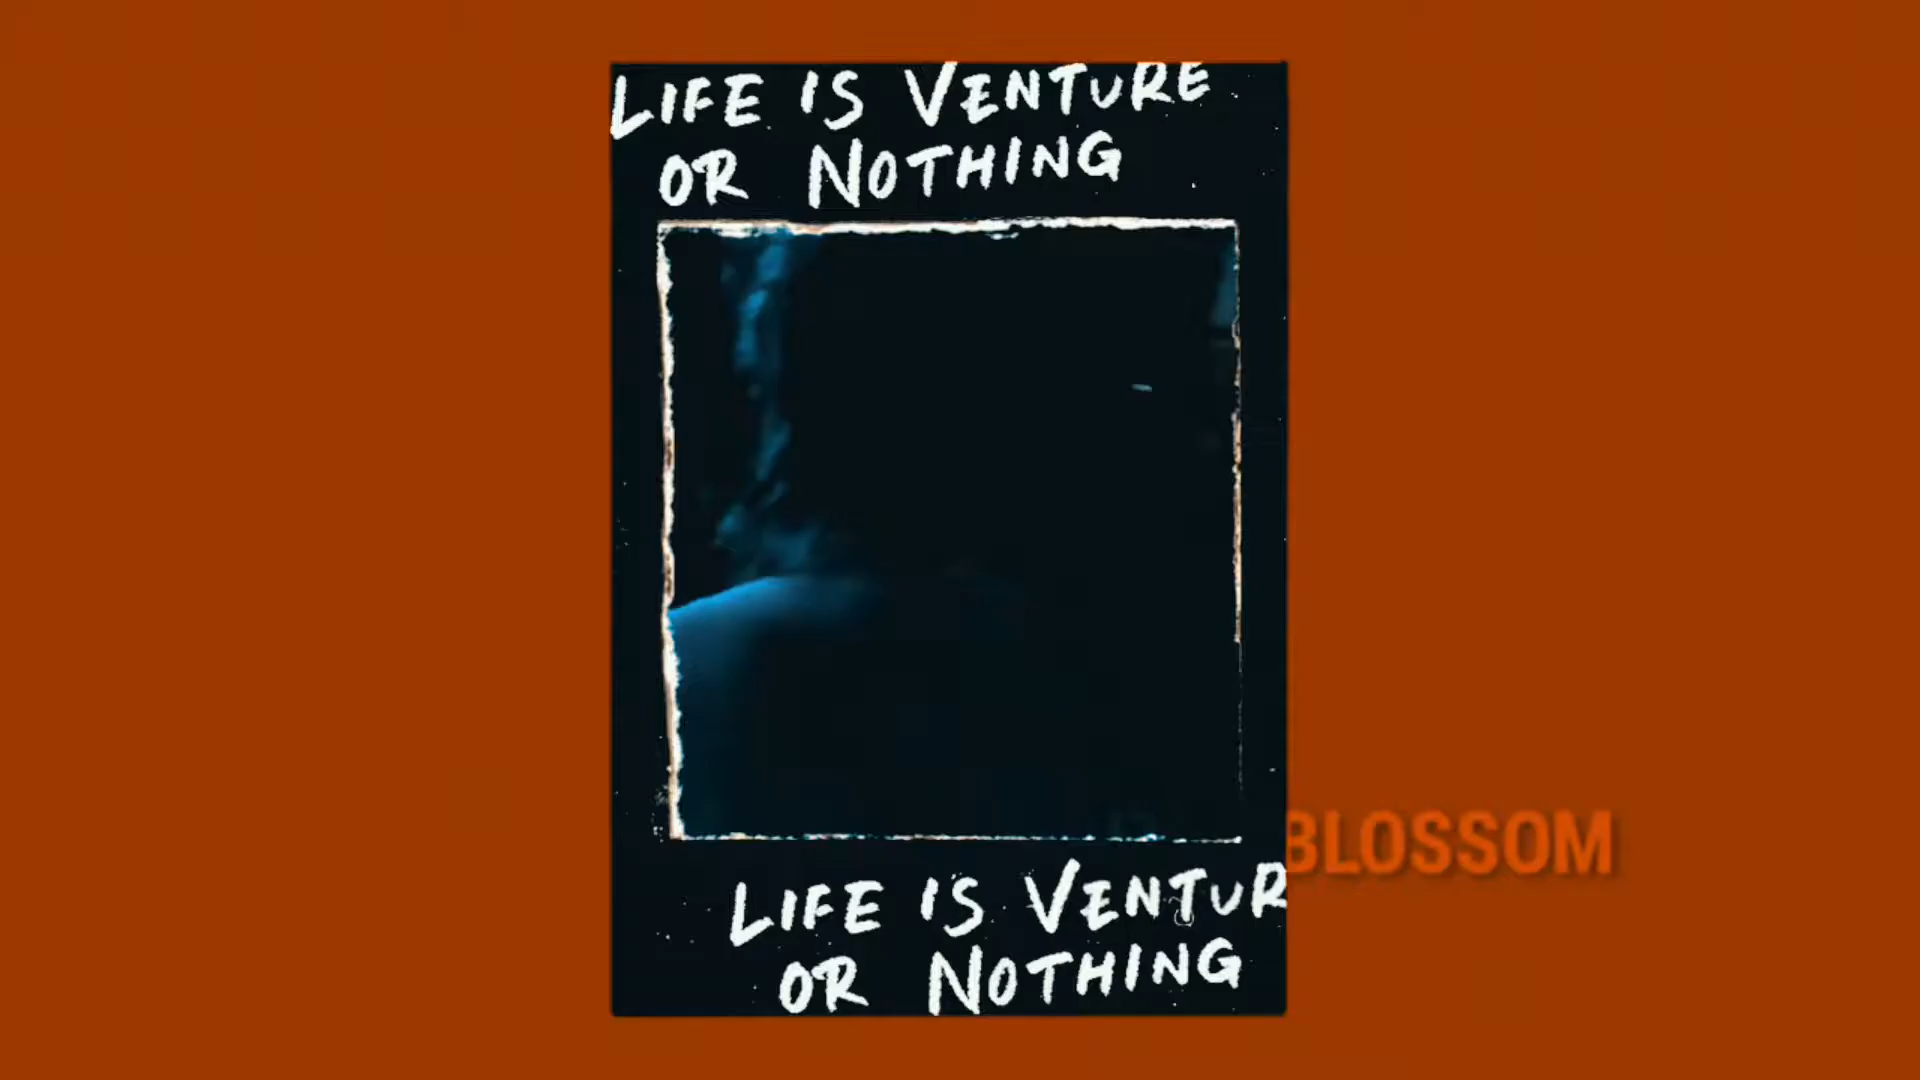 LIFE IS VENTURE
OR NOTHING
BLOSSOM
LIFE IS VENTUR
OR NOTHING